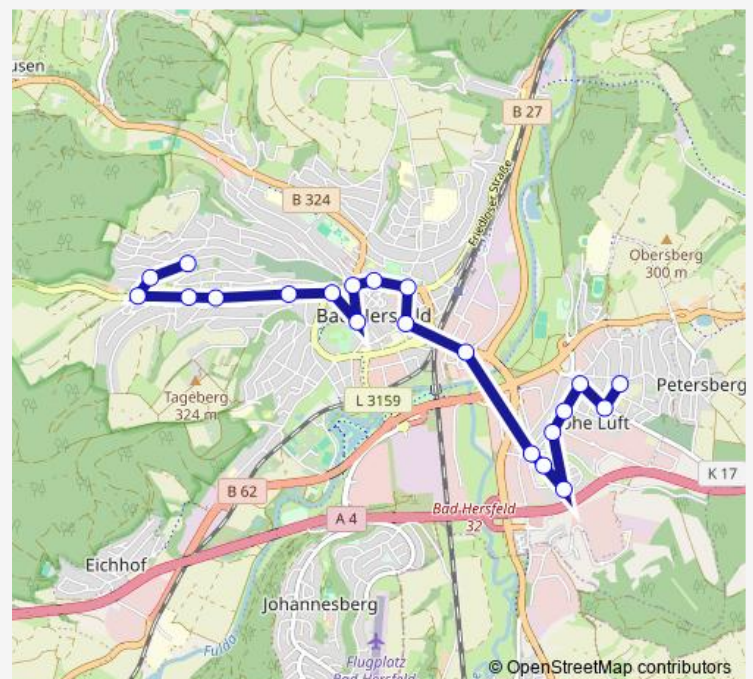 usen
B 27
Friedloser Straße
B 324
Obersberg
300 m
Bad Hersfeld
Tageberg
324 m
L 3159
Petersberg
Hohe Luft
K 17
B 62
Bad-Hersfeld
32
A 4
Eichhof
Johannesberg
Fulda
Flugplatz
Bad Hersfeld
© OpenStreetMap contributors